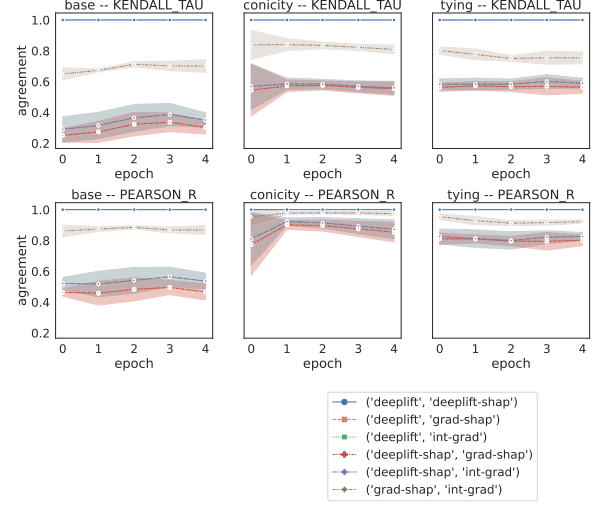 base -- KENDALL_TAU
conicity -- KENDALL_TAU
tying -- KENDALL_TAU
agreement
1.0
0.8
0.6
0.4
0.2
0 1 2 3 4
0 1 2 3 4
0 1 2 3 4
epoch
epoch
epoch
base -- PEARSON_R
conicity -- PEARSON_R
tying -- PEARSON_R
agreement
1.0
0.8
0.6
0.4
0.2
0 1 2 3 4
0 1 2 3 4
0 1 2 3 4
epoch
epoch
epoch
('deeplift', 'deeplift-shap')
('deeplift', 'grad-shap')
('deeplift', 'int-grad')
('deeplift-shap', 'grad-shap')
('deeplift-shap', 'int-grad')
('grad-shap', 'int-grad')